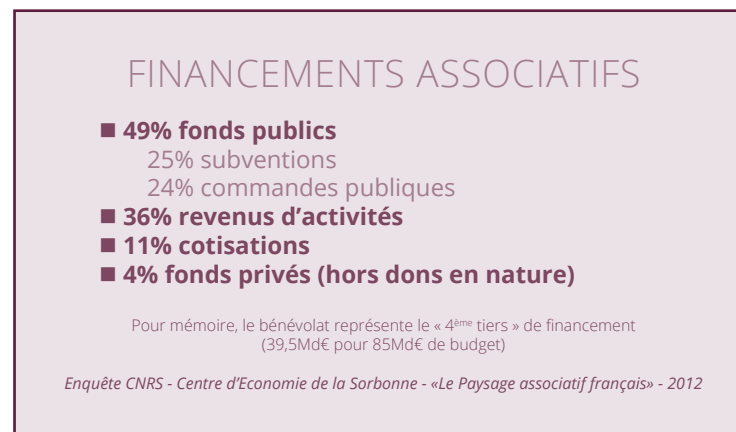 FINANCEMENTS ASSOCIATIFS
■ 49% fonds publics
25% subventions
24% commandes publiques
■ 36% revenus d’activités
■ 11% cotisations
■ 4% fonds privés (hors dons en nature)
Pour mémoire, le bénévolat représente le « 4ème tiers » de financement
(39,5Md€ pour 85Md€ de budget)
Enquête CNRS - Centre d’Economie de la Sorbonne - «Le Paysage associatif français» - 2012